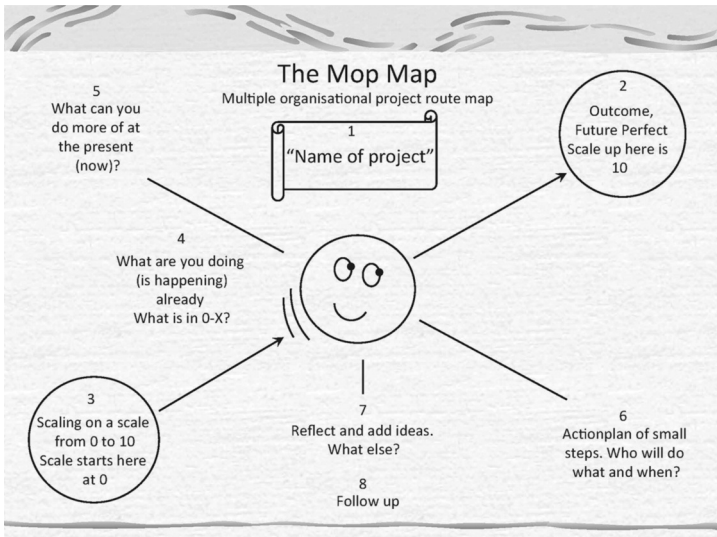 The Mop Map
Multiple organisational project route map
1
“Name of project”
2
Outcome,
Future Perfect
Scale up here is
10
3
Scaling on a scale
from 0 to 10
Scale starts here
at 0
4
What are you doing
(is happening)
already
What is in 0-X?
5
What can you
do more of at
the present
(now)?
6
Actionplan of small
steps. Who will do
what and when?
7
Reflect and add ideas.
What else?
8
Follow up